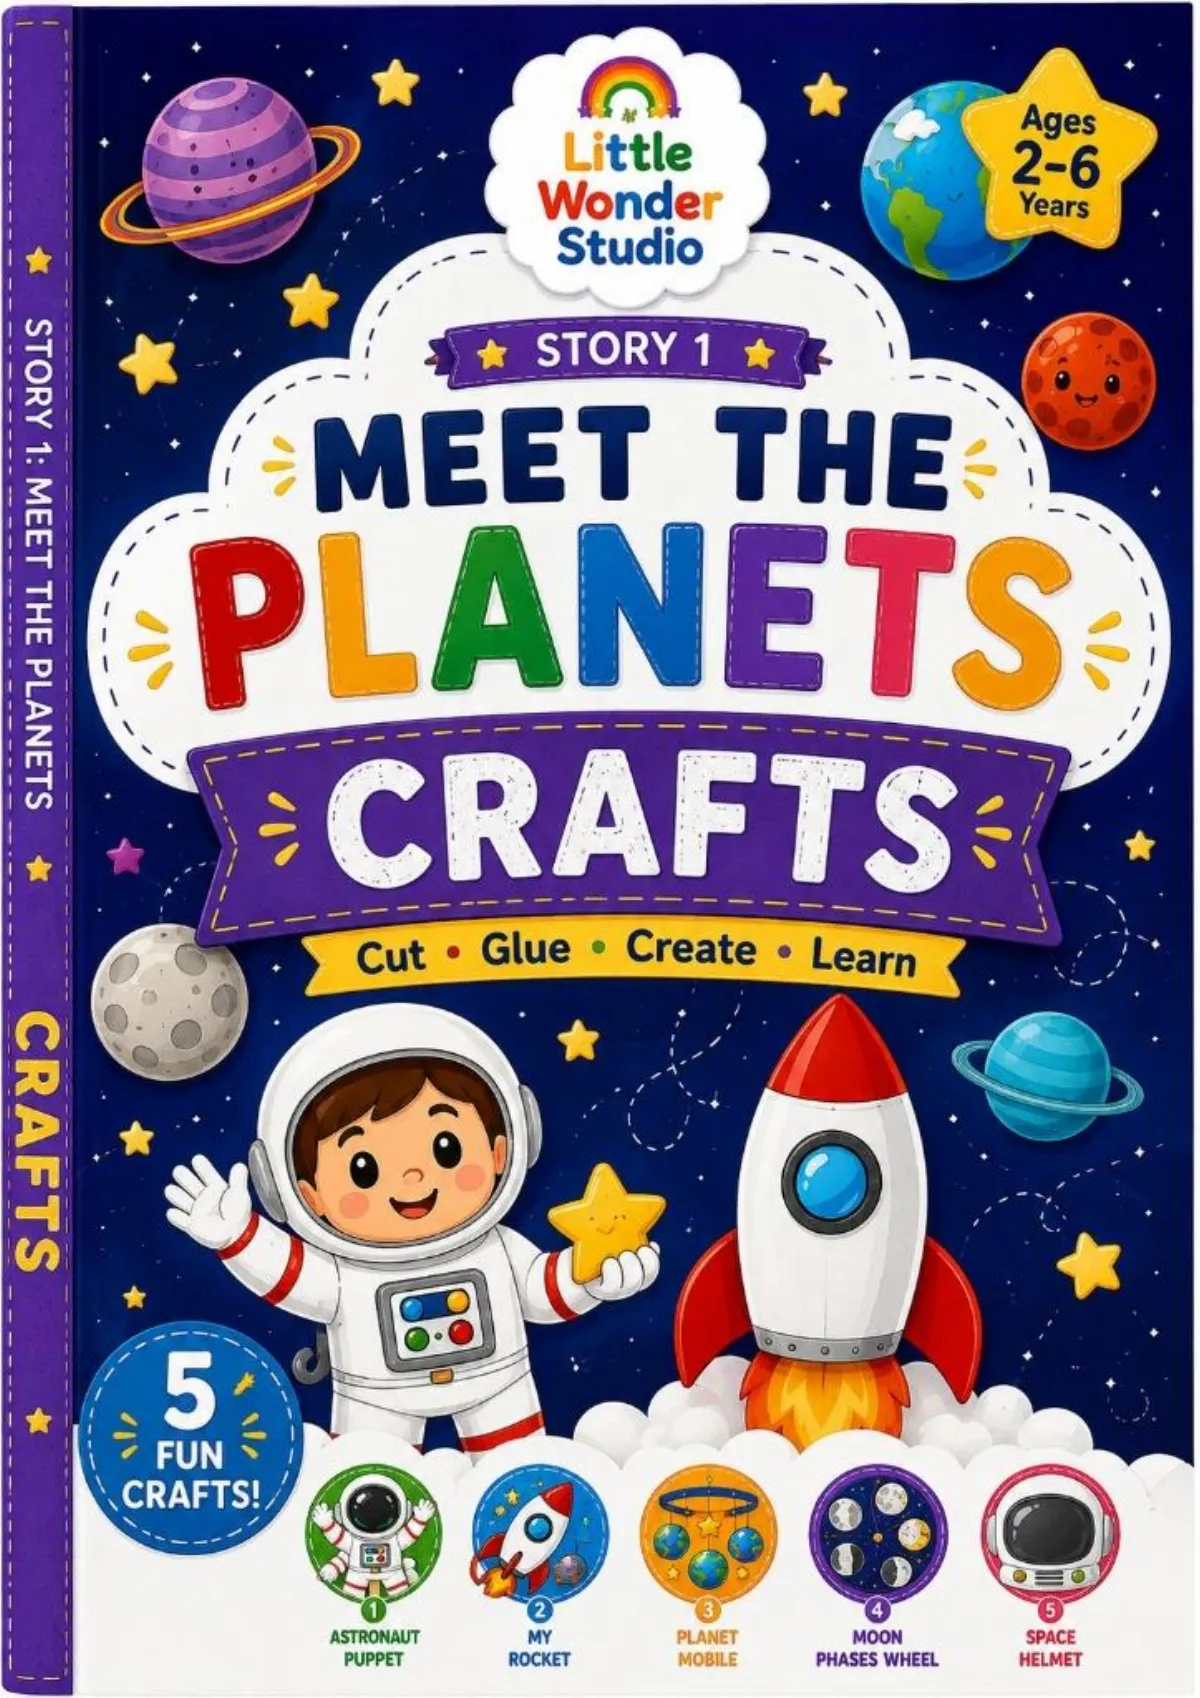 Little
Wonder
Studio
Ages
2-6
Years
STORY 1
MEET THE
PLANETS
CRAFTS
Cut • Glue • Create • Learn
STORY 1: MEET THE PLANETS
CRAFTS
5
FUN
CRAFTS!
1
ASTRONAUT
PUPPET
2
MY
ROCKET
3
PLANET
MOBILE
4
MOON
PHASES WHEEL
5
SPACE
HELMET